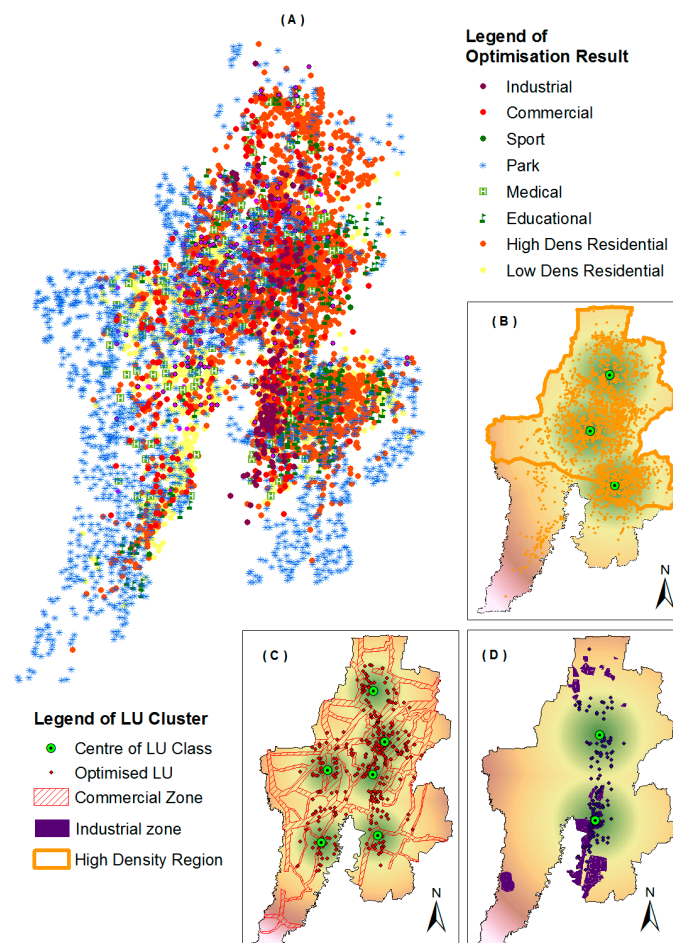 ( A )
Legend of
Optimisation Result
Industrial
Commercial
Sport
Park
H Medical
Educational
High Dens Residential
Low Dens Residential
( B )
N
( C )
N
( D )
N
Legend of LU Cluster
Centre of LU Class
Optimised LU
Commercial Zone
Industrial zone
High Density Region